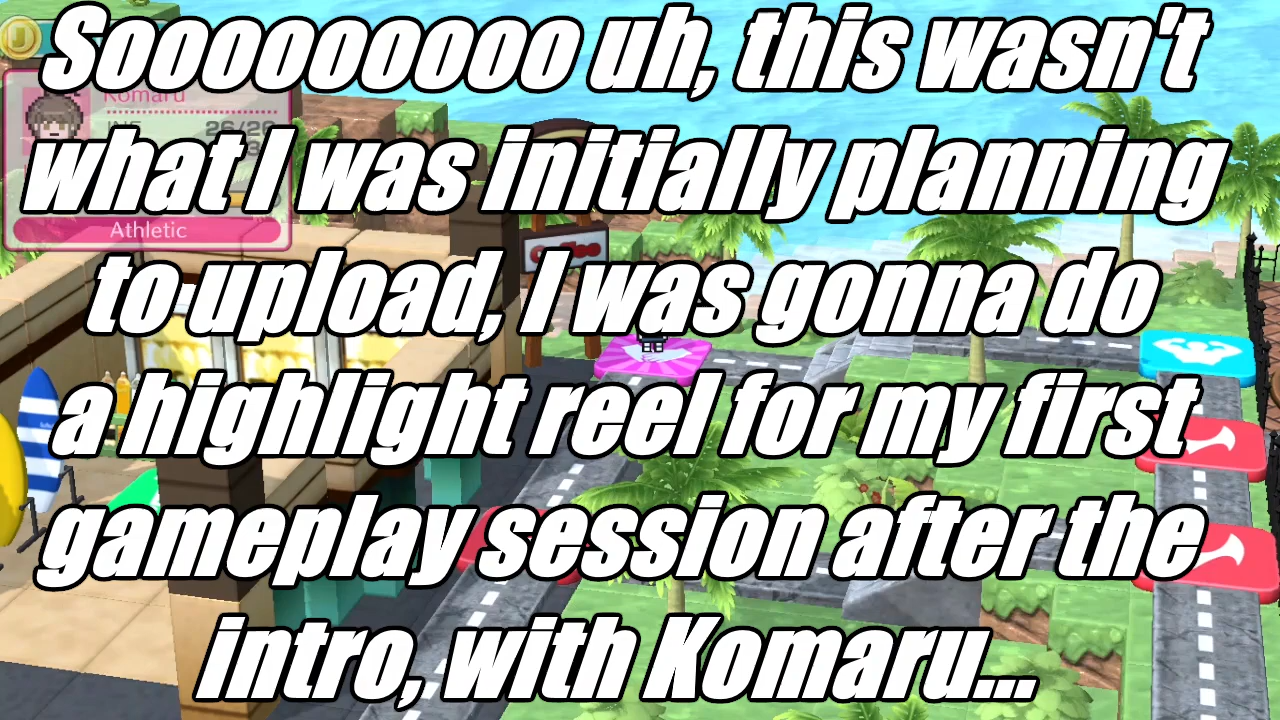 Sooooooooo uh, this wasn't
what I was initially planning
to upload, I was gonna do
a highlight reel for my first
gameplay session after the
intro, with Komaru...
Komaru
Athletic